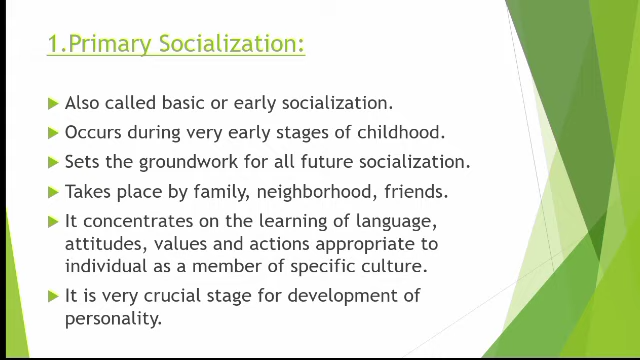 1.Primary Socialization:
Also called basic or early socialization.
Occurs during very early stages of childhood.
Sets the groundwork for all future socialization.
Takes place by family, neighborhood, friends.
It concentrates on the learning of language,
attitudes, values and actions appropriate to
individual as a member of specific culture.
It is very crucial stage for development of
personality.